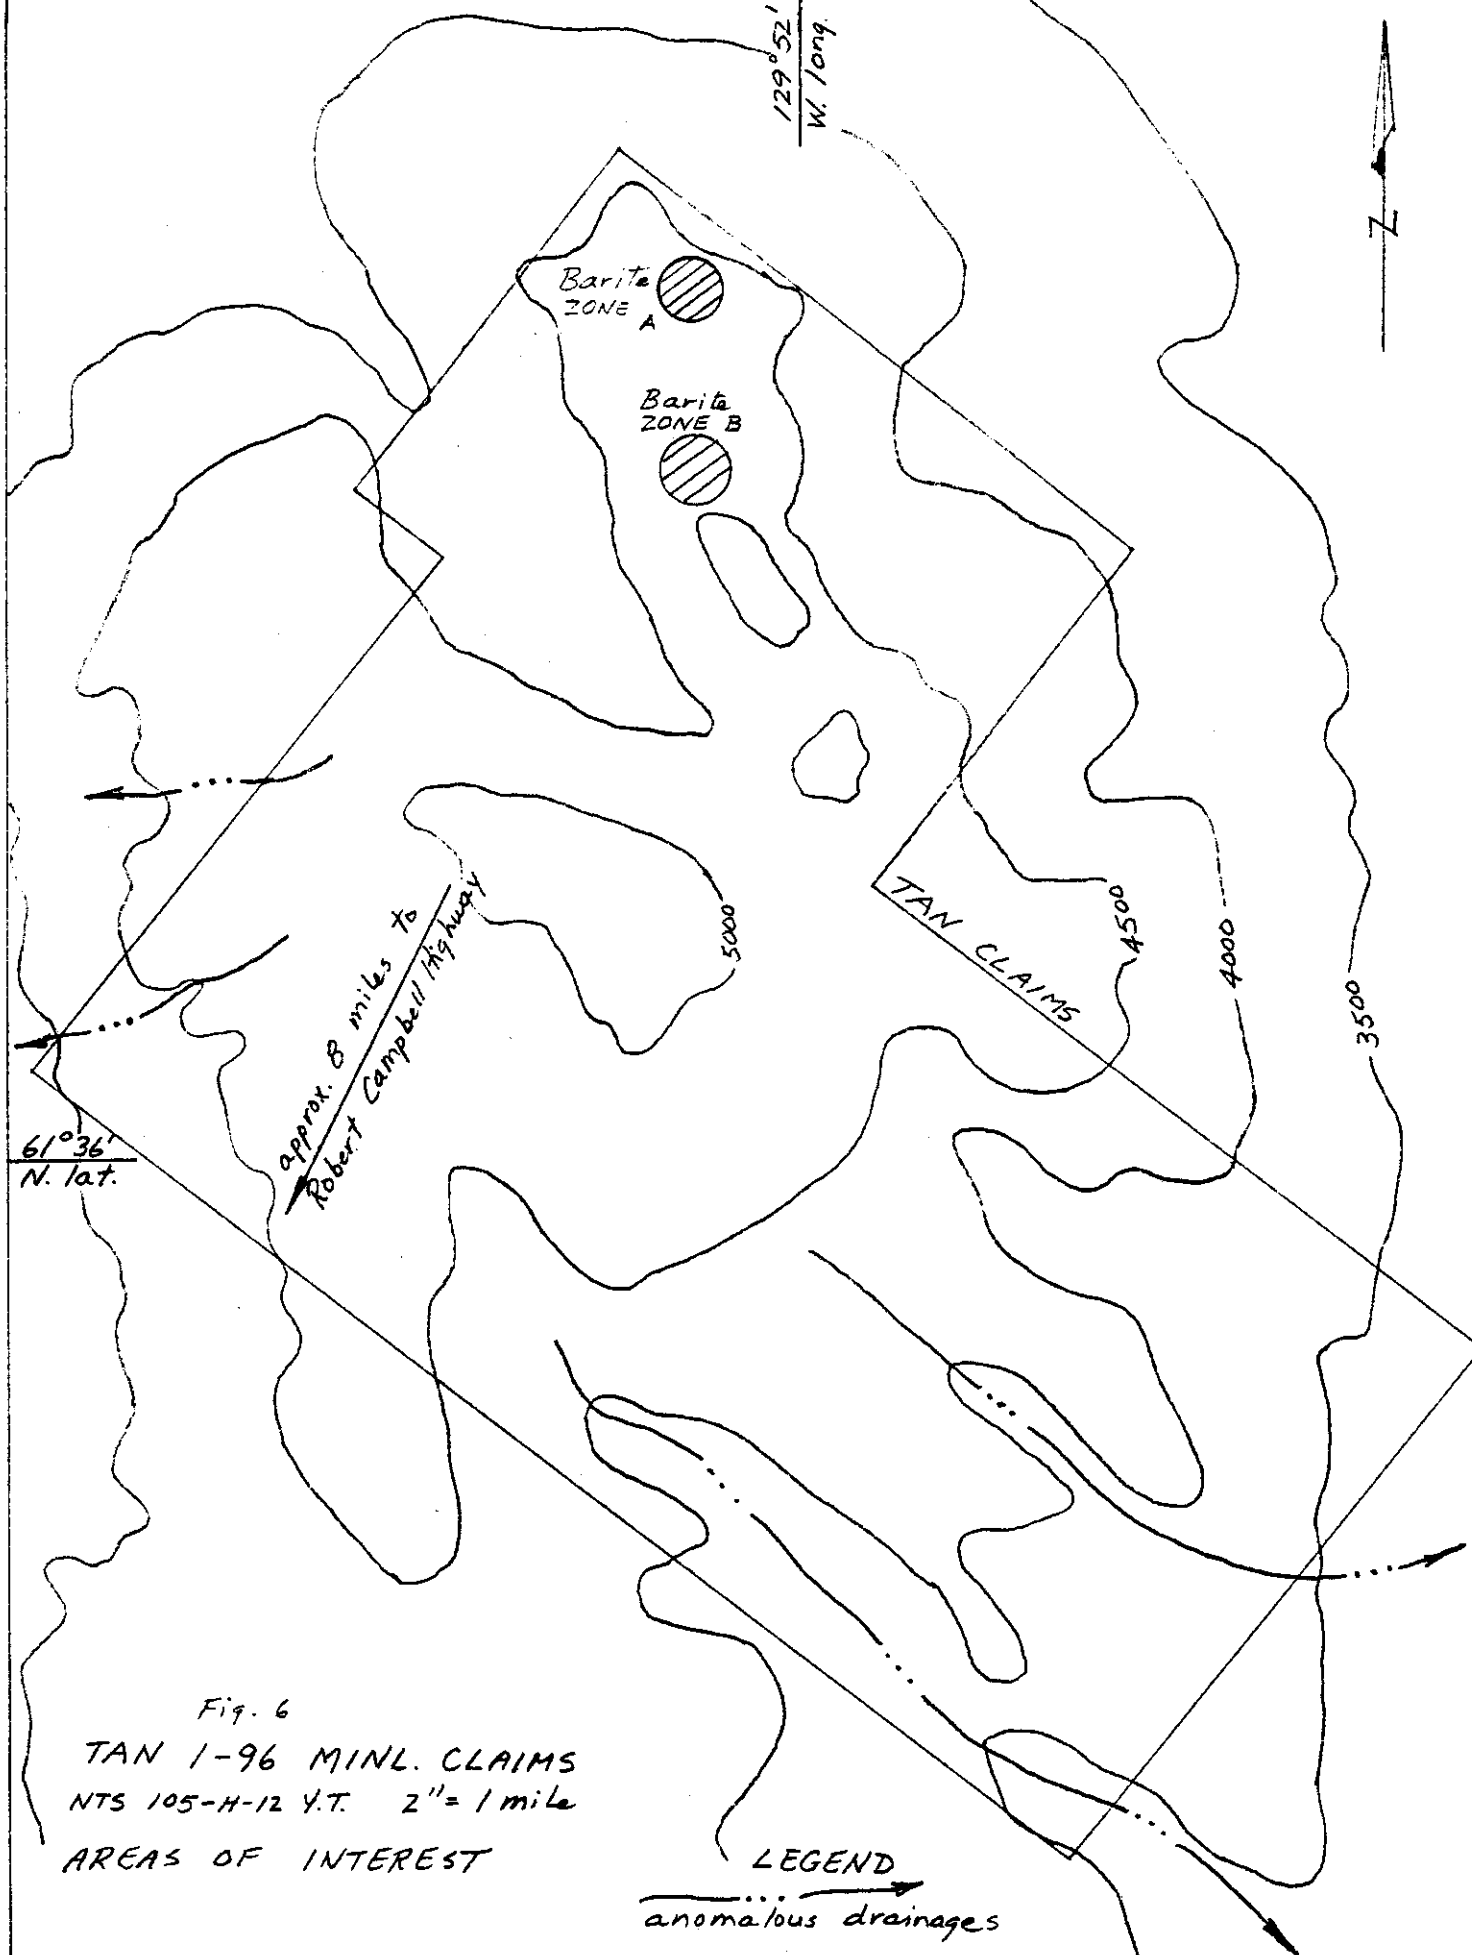 129°52'
W. long.
N
Barite
ZONE
A
Barite
ZONE B
TAN CLAIMS
4500
4000
3500
5000
approx. 8 miles to
Robert Campbell Highway
61°36'
N. lat.
Fig. 6
TAN 1-96 MINL. CLAIMS
NTS 105-H-12 Y.T. 2"= 1 mile
AREAS OF INTEREST
LEGEND
anomalous drainages